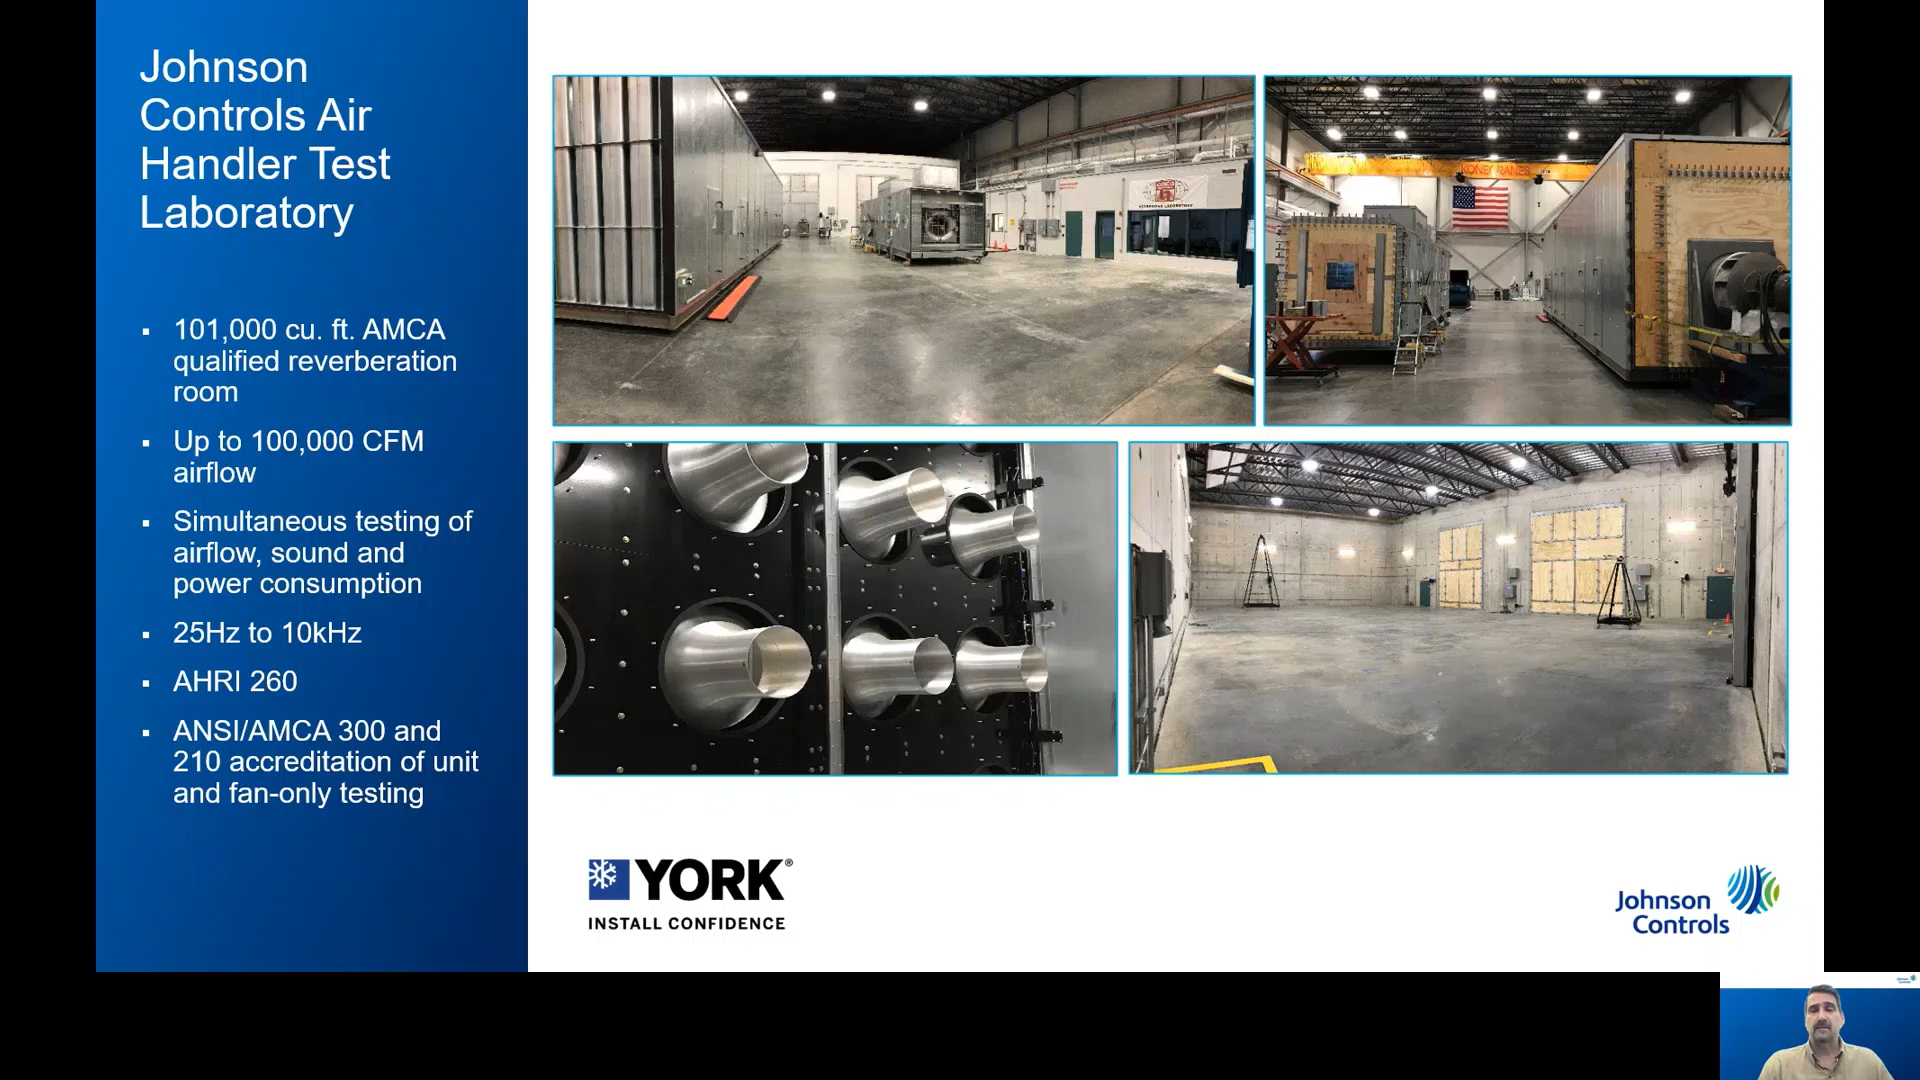 Johnson
Controls Air
Handler Test
Laboratory
▪ 101,000 cu. ft. AMCA
qualified reverberation
room
▪ Up to 100,000 CFM
airflow
▪ Simultaneous testing of
airflow, sound and
power consumption
▪ 25Hz to 10kHz
▪ AHRI 260
▪ ANSI/AMCA 300 and
210 accreditation of unit
and fan-only testing
KONECRANES
YORK®
INSTALL CONFIDENCE
Johnson
Controls